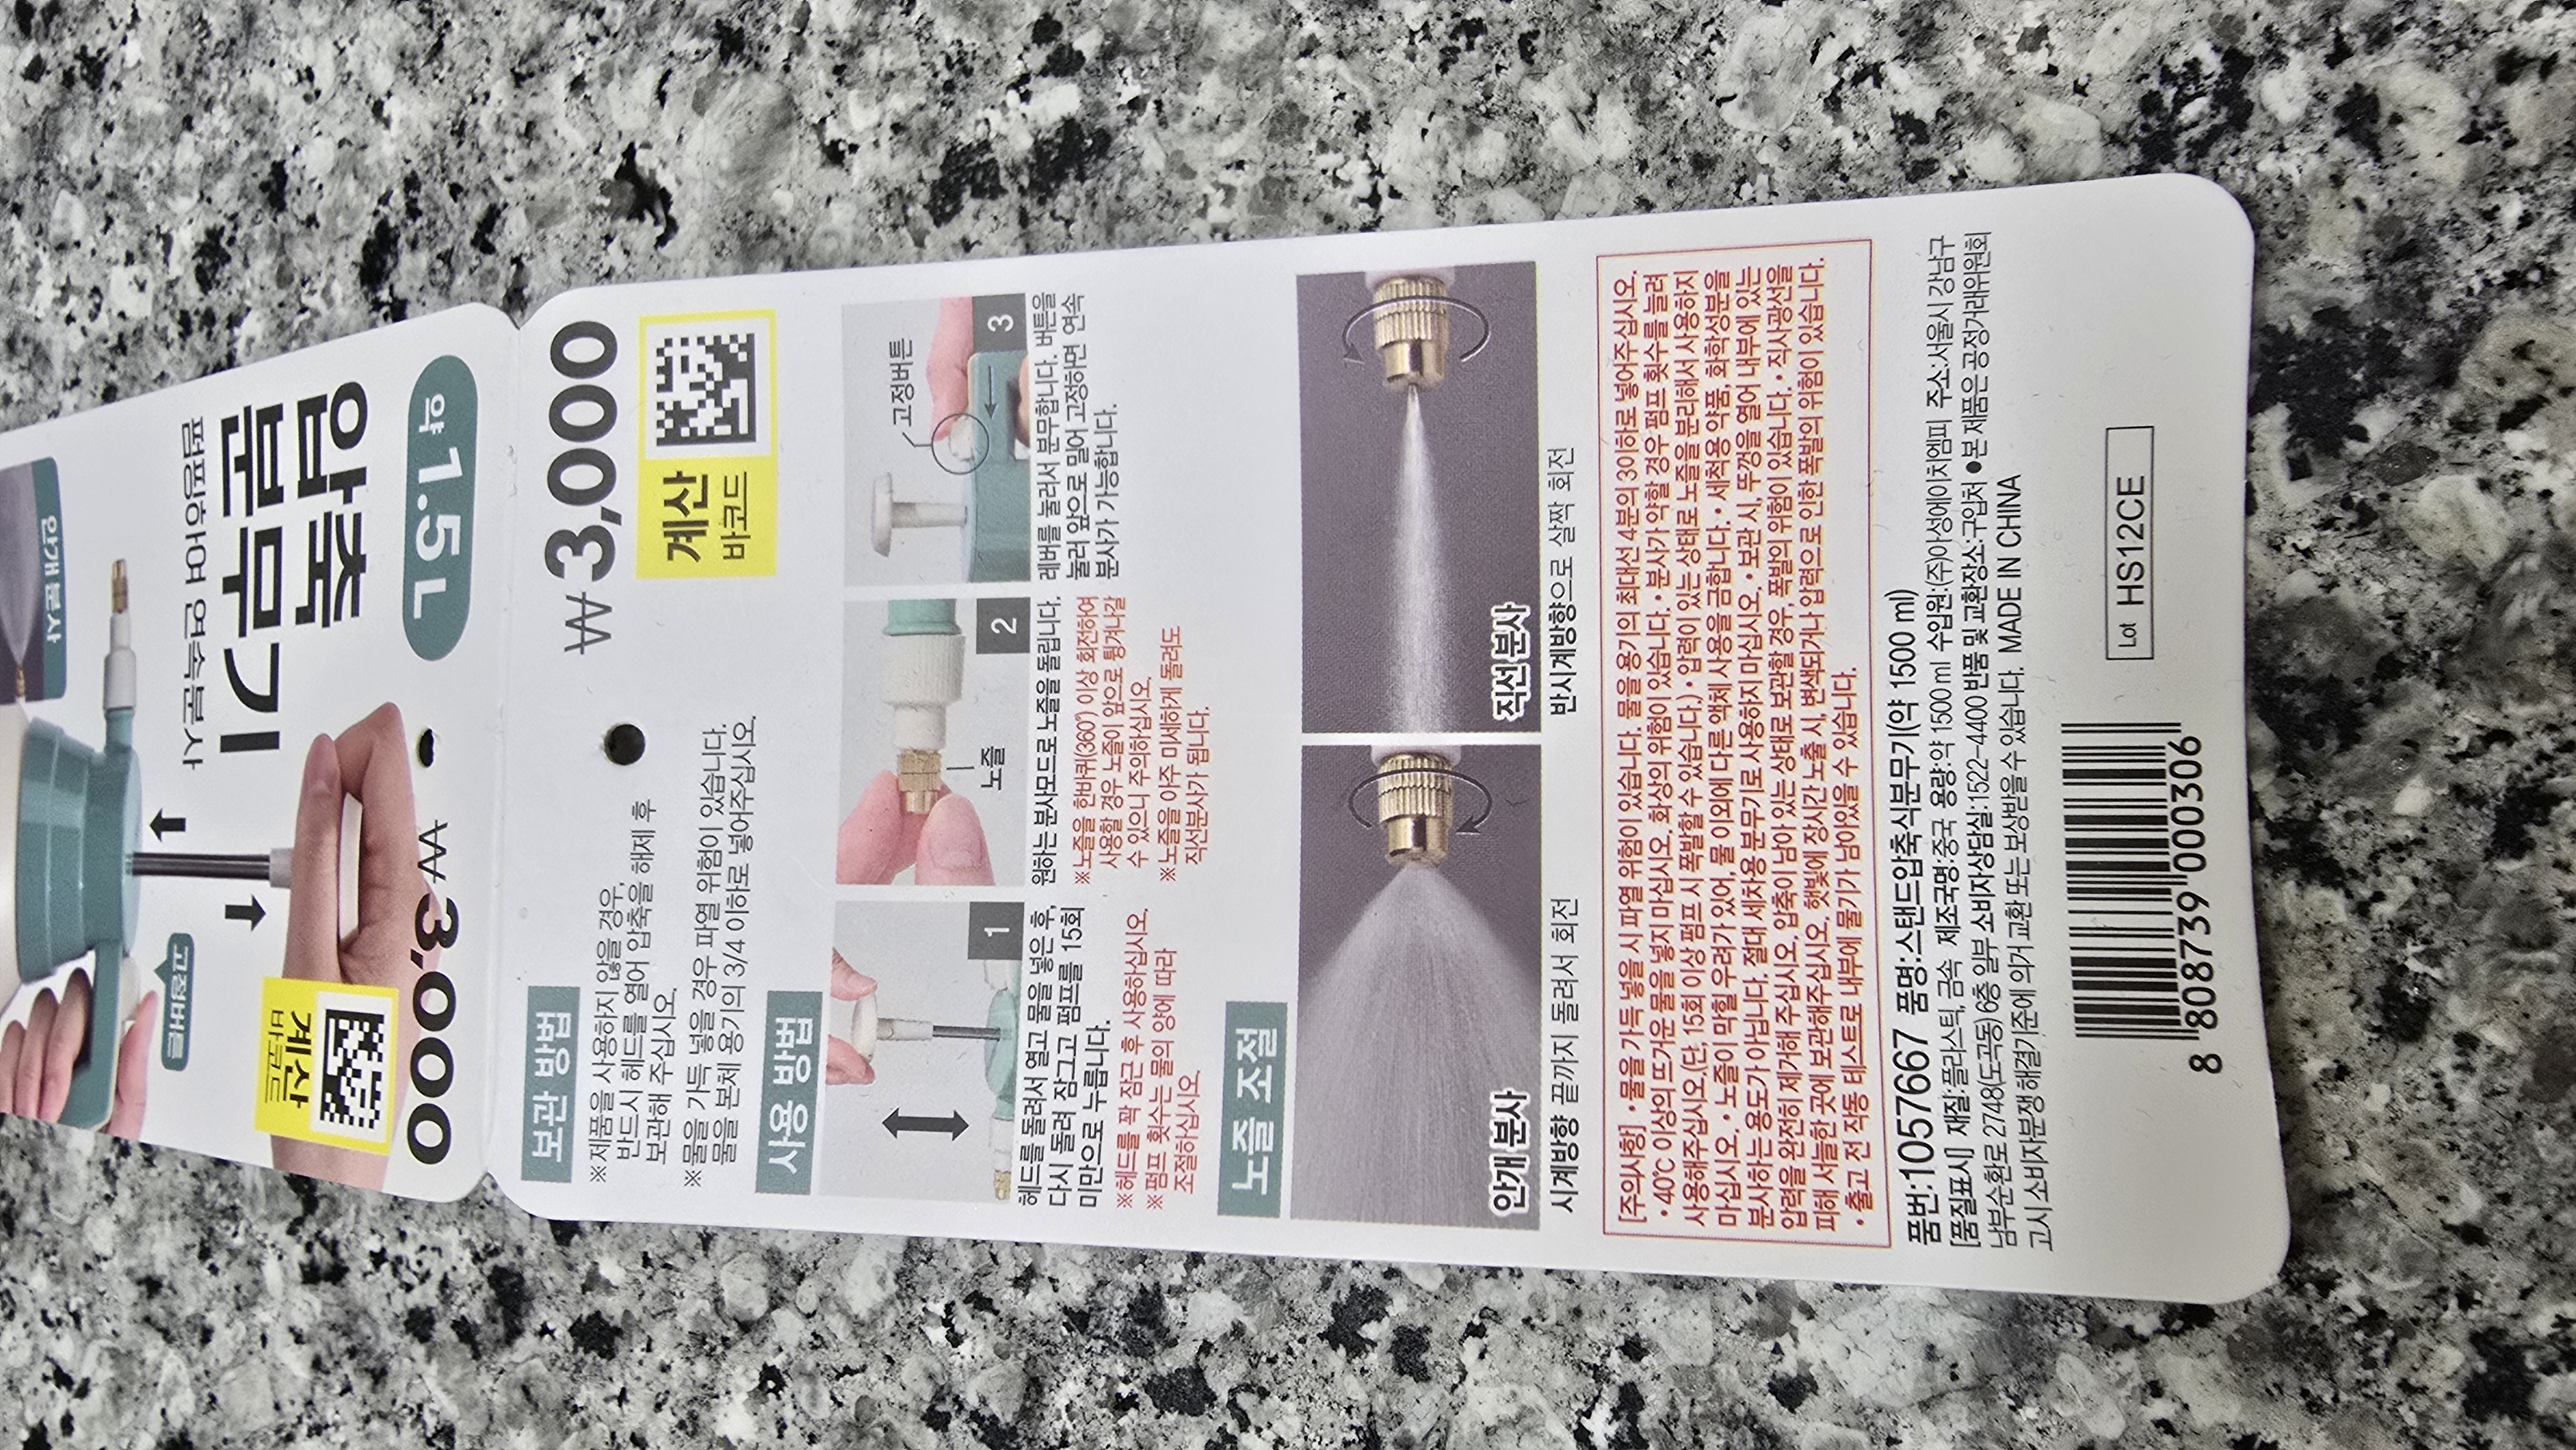 안개 분사
고정버튼
펌핑하여 연속 분사
압축
분무기
약 1.5 L
₩3,000
계산
바코드
₩3,000
계산
바코드
보관 방법
※제품을 사용하지 않을 경우,
반드시 헤드를 열어 압축을 해제 후
보관해 주십시오.
※물을 가득 넣을 경우 파열 위험이 있습니다.
물을 본체 용기의 3/4 이하로 넣어주십시오.
사용 방법
1
헤드를 돌려서 열고 물을 넣은 후,
다시 돌려 잠그고 펌프를 15회
미만으로 누릅니다.
※헤드를 꽉 잠근 후 사용하십시오.
※펌프 횟수는 물의 양에 따라
조절하십시오.
노즐
2
원하는 분사모드로 노즐을 돌립니다.
※노즐을 한바퀴(360°) 이상 회전하여
사용할 경우 노즐이 앞으로 튕겨나갈
수 있으니 주의하십시오.
※노즐을 아주 미세하게 돌려도
직선분사가 됩니다.
고정버튼
3
레버를 눌러서 분무합니다. 버튼을
눌러 앞으로 밀어 고정하면 연속
분사가 가능합니다.
노즐 조절
안개 분사
시계방향 끝까지 돌려서 회전
직선 분사
반시계방향으로 살짝 회전
[주의사항] • 물을 가득 넣을 시 파열 위험이 있습니다. 물을 용기의 최대선 4분의 3이하로 넣어주십시오.
• 40℃ 이상의 뜨거운 물을 넣지 마십시오. 화상의 위험이 있습니다. • 분사가 약할 경우 펌프 횟수를 늘려
사용해주십시오.(단, 15회 이상 펌프 시 폭발할 수 있습니다.) • 압력이 있는 상태로 노즐을 분리해서 사용하지
마십시오. • 노즐이 막힐 우려가 있어, 물 이외에 다른 액체 사용을 금합니다. • 세척용 약품, 화학성분을
분사하는 용도가 아닙니다. 절대 세차용 분무기로 사용하지 마십시오. • 보관 시, 뚜껑을 열어 내부에 있는
압력을 완전히 제거해 주십시오. 압축이 남아 있는 상태로 보관할 경우, 폭발의 위험이 있습니다. • 직사광선을
피해 서늘한 곳에 보관해주십시오. 햇빛에 장시간 노출 시, 변색되거나 압력으로 인한 폭발의 위험이 있습니다.
• 출고 전 작동 테스트로 내부에 물기가 남아있을 수 있습니다.
품번:1057667 품명:스탠드압축식분무기(약 1500 ml)
[품질표시] 재질:플라스틱, 금속 제조국명:중국 용량:약 1500 ml 수입원:(주)아성에이치엠피 주소:서울시 강남구
남부순환로 2748(도곡동) 6층 일부 소비자상담실:1522-4400 반품 및 교환장소:구입처 ●본 제품은 공정거래위원회
고시 소비자분쟁해결기준에 의거 교환 또는 보상받을 수 있습니다. MADE IN CHINA
8 808739 000306
Lot HS12CE